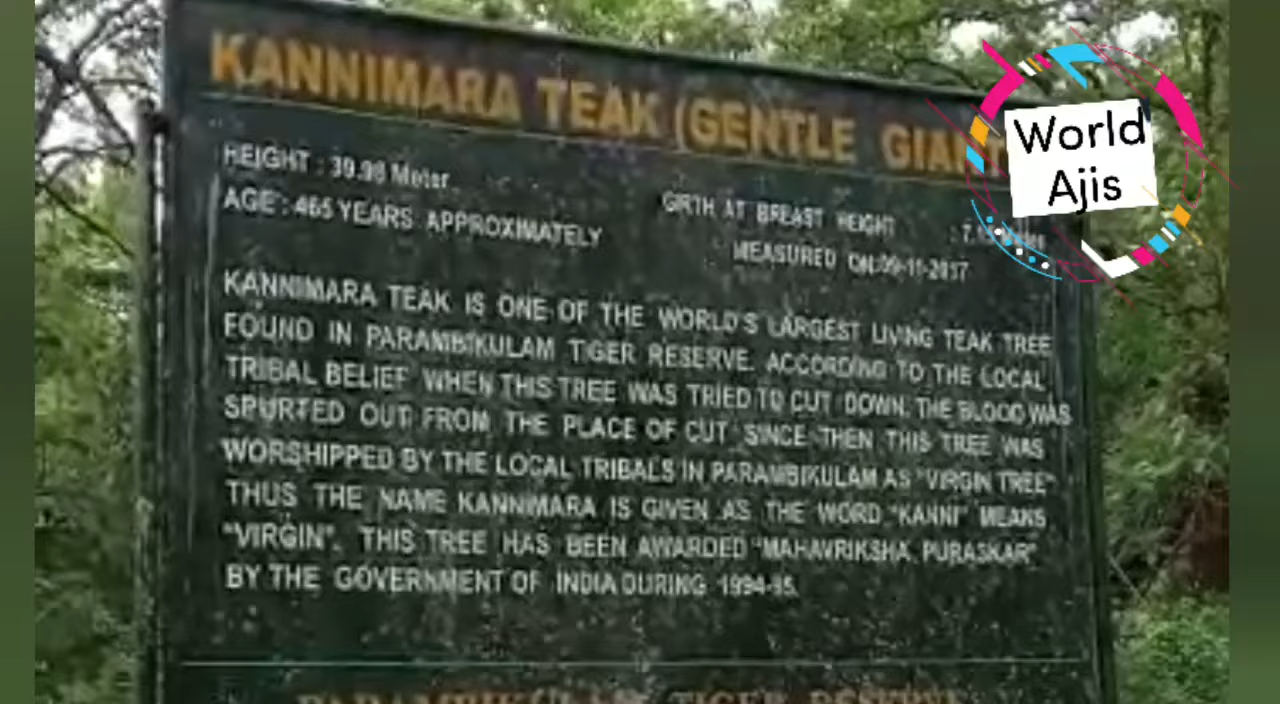 KANNIMARA TEAK (GENTLE GIANT
World
Ajis
HEIGHT : 39.98 Meter
GIRTH AT BREAST HEIGHT : 7.
AGE : 465 YEARS APPROXIMATELY
MEASURED ON:09-11-2017
KANNIMARA TEAK IS ONE OF THE WORLD'S LARGEST LIVING TEAK TREE
FOUND IN PARAMBIKULAM TIGER RESERVE. ACCORDING TO THE LOCAL
TRIBAL BELIEF WHEN THIS TREE WAS TRIED TO CUT DOWN, THE BLOOD WAS
SPURTED OUT FROM THE PLACE OF CUT SINCE THEN THIS TREE WAS
WORSHIPPED BY THE LOCAL TRIBALS IN PARAMBIKULAM AS "VIRGIN TREE"
THUS THE NAME KANNIMARA IS GIVEN AS THE WORD "KANNI" MEANS
"VIRGIN". THIS TREE HAS BEEN AWARDED "MAHAVRIKSHA PURASKAR"
BY THE GOVERNMENT OF INDIA DURING 1994-95.
PARAMBIKULAM TIGER RESERVE